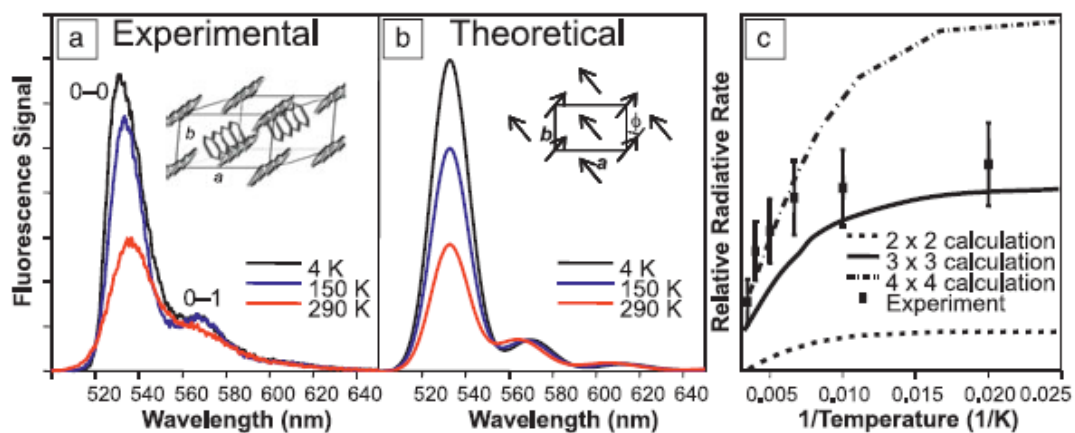 a Experimental
0–0
b
a
0–1
4 K
150 K
290 K
Fluorescence Signal
520 540 560 580 600 620 640
Wavelength (nm)
b Theoretical
b
ϕ
a
4 K
150 K
290 K
520 540 560 580 600 620 640
Wavelength (nm)
c
Relative Radiative Rate
2 x 2 calculation
3 x 3 calculation
4 x 4 calculation
Experiment
0.005 0.010 0.015 0.020 0.025
1/Temperature (1/K)